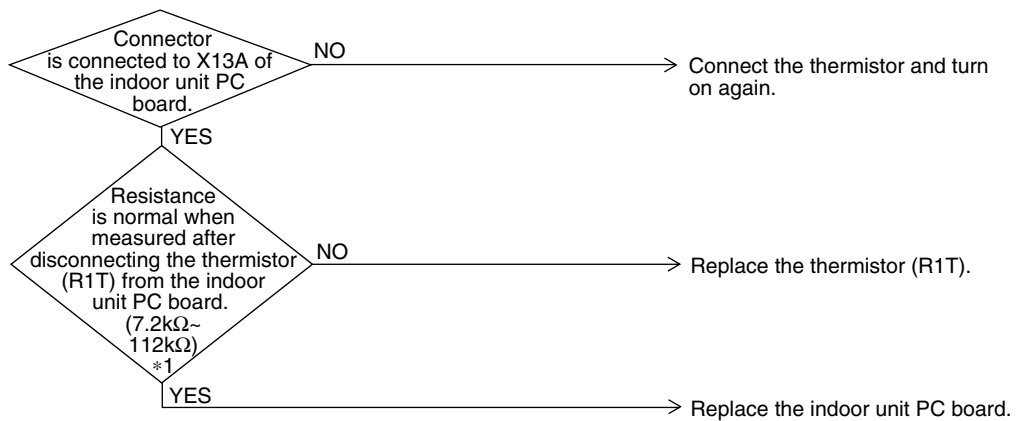 Connector
is connected to X13A of
the indoor unit PC
board.
NO
Connect the thermistor and turn
on again.
YES
Resistance
is normal when
measured after
disconnecting the thermistor
(R1T) from the indoor
unit PC board.
(7.2kΩ~
112kΩ)
*1
NO
Replace the thermistor (R1T).
YES
Replace the indoor unit PC board.